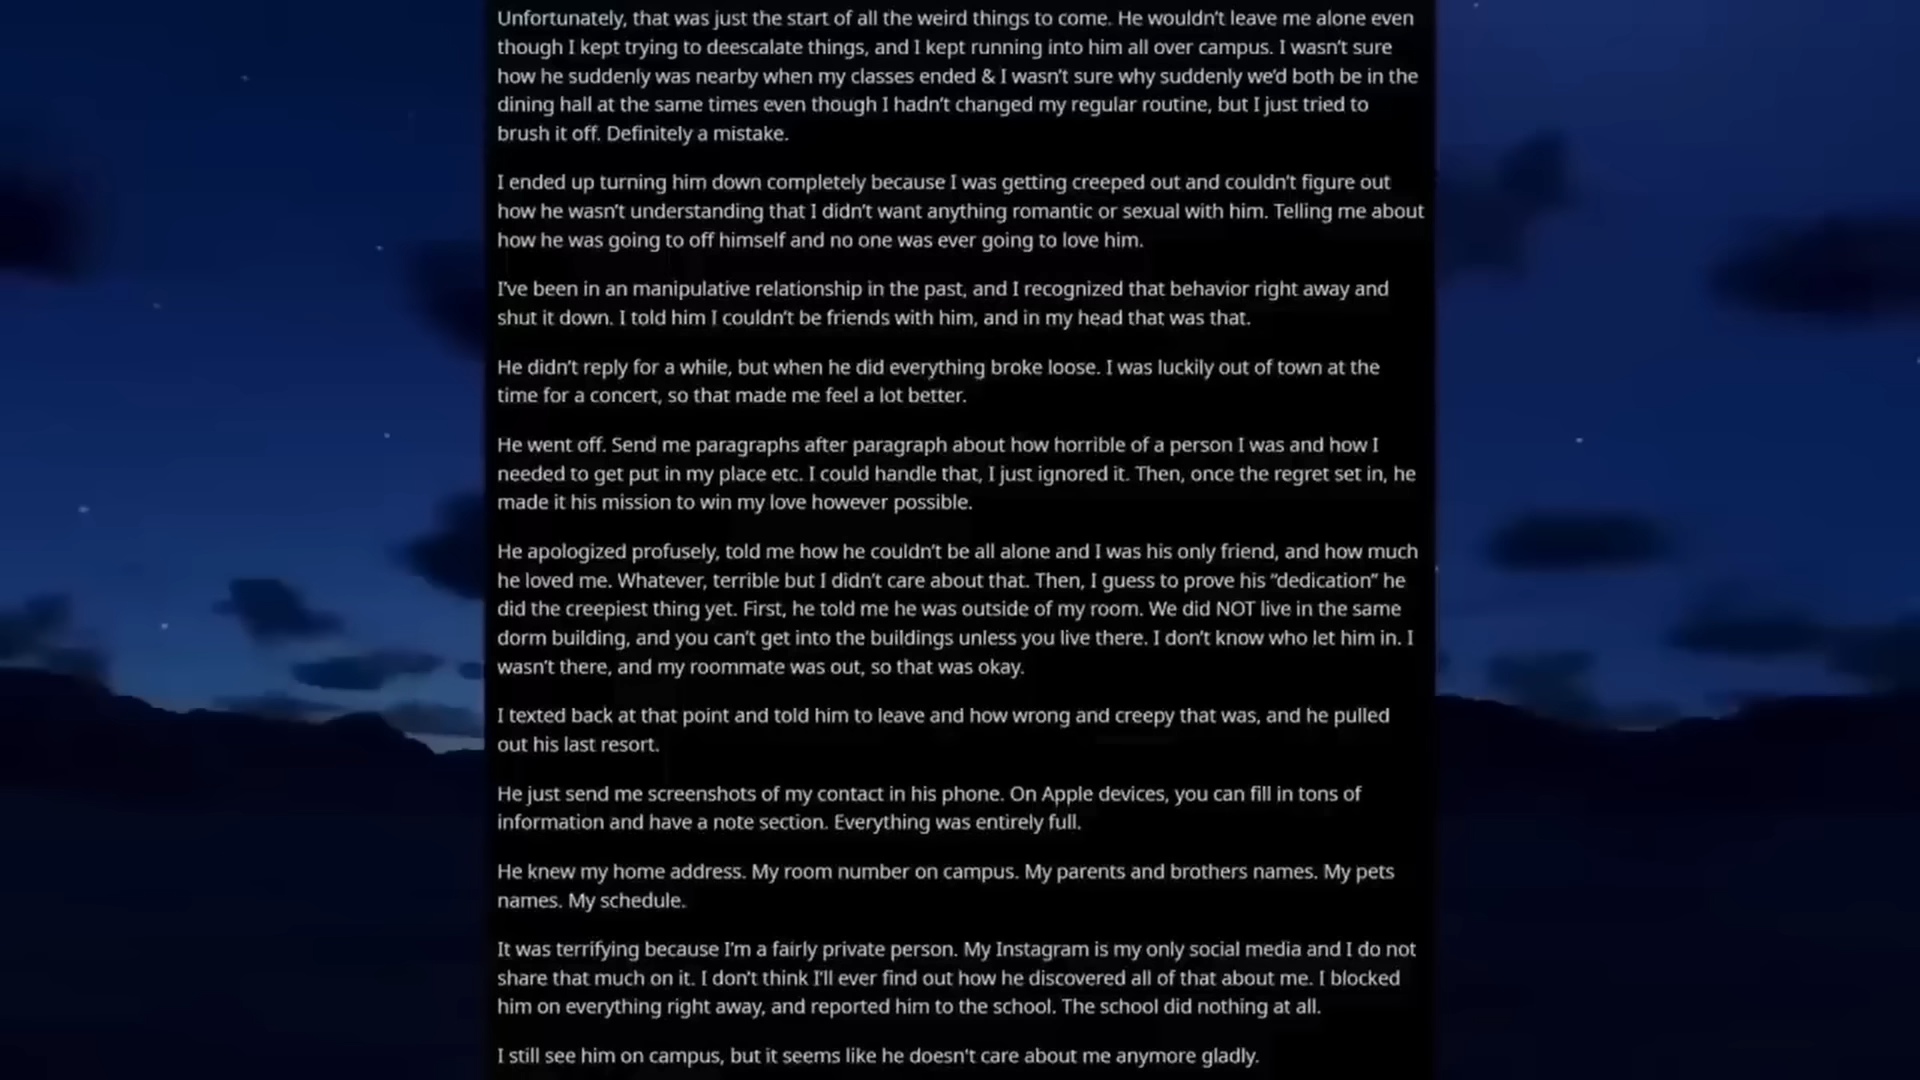 Unfortunately, that was just the start of all the weird things to come. He wouldn't leave me alone even
though I kept trying to deescalate things, and I kept running into him all over campus. I wasn't sure
how he suddenly was nearby when my classes ended & I wasn't sure why suddenly we'd both be in the
dining hall at the same times even though I hadn't changed my regular routine, but I just tried to
brush it off. Definitely a mistake.
I ended up turning him down completely because I was getting creeped out and couldn't figure out
how he wasn't understanding that I didn't want anything romantic or sexual with him. Telling me about
how he was going to off himself and no one was ever going to love him.
I've been in an manipulative relationship in the past, and I recognized that behavior right away and
shut it down. I told him I couldn't be friends with him, and in my head that was that.
He didn't reply for a while, but when he did everything broke loose. I was luckily out of town at the
time for a concert, so that made me feel a lot better.
He went off. Send me paragraphs after paragraph about how horrible of a person I was and how I
needed to get put in my place etc. I could handle that, I just ignored it. Then, once the regret set in, he
made it his mission to win my love however possible.
He apologized profusely, told me how he couldn't be all alone and I was his only friend, and how much
he loved me. Whatever, terrible but I didn't care about that. Then, I guess to prove his "dedication" he
did the creepiest thing yet. First, he told me he was outside of my room. We did NOT live in the same
dorm building, and you can't get into the buildings unless you live there. I don't know who let him in. I
wasn't there, and my roommate was out, so that was okay.
I texted back at that point and told him to leave and how wrong and creepy that was, and he pulled
out his last resort.
He just send me screenshots of my contact in his phone. On Apple devices, you can fill in tons of
information and have a note section. Everything was entirely full.
He knew my home address. My room number on campus. My parents and brothers names. My pets
names. My schedule.
It was terrifying because I'm a fairly private person. My Instagram is my only social media and I do not
share that much on it. I don't think I'll ever find out how he discovered all of that about me. I blocked
him on everything right away, and reported him to the school. The school did nothing at all.
I still see him on campus, but it seems like he doesn't care about me anymore gladly.